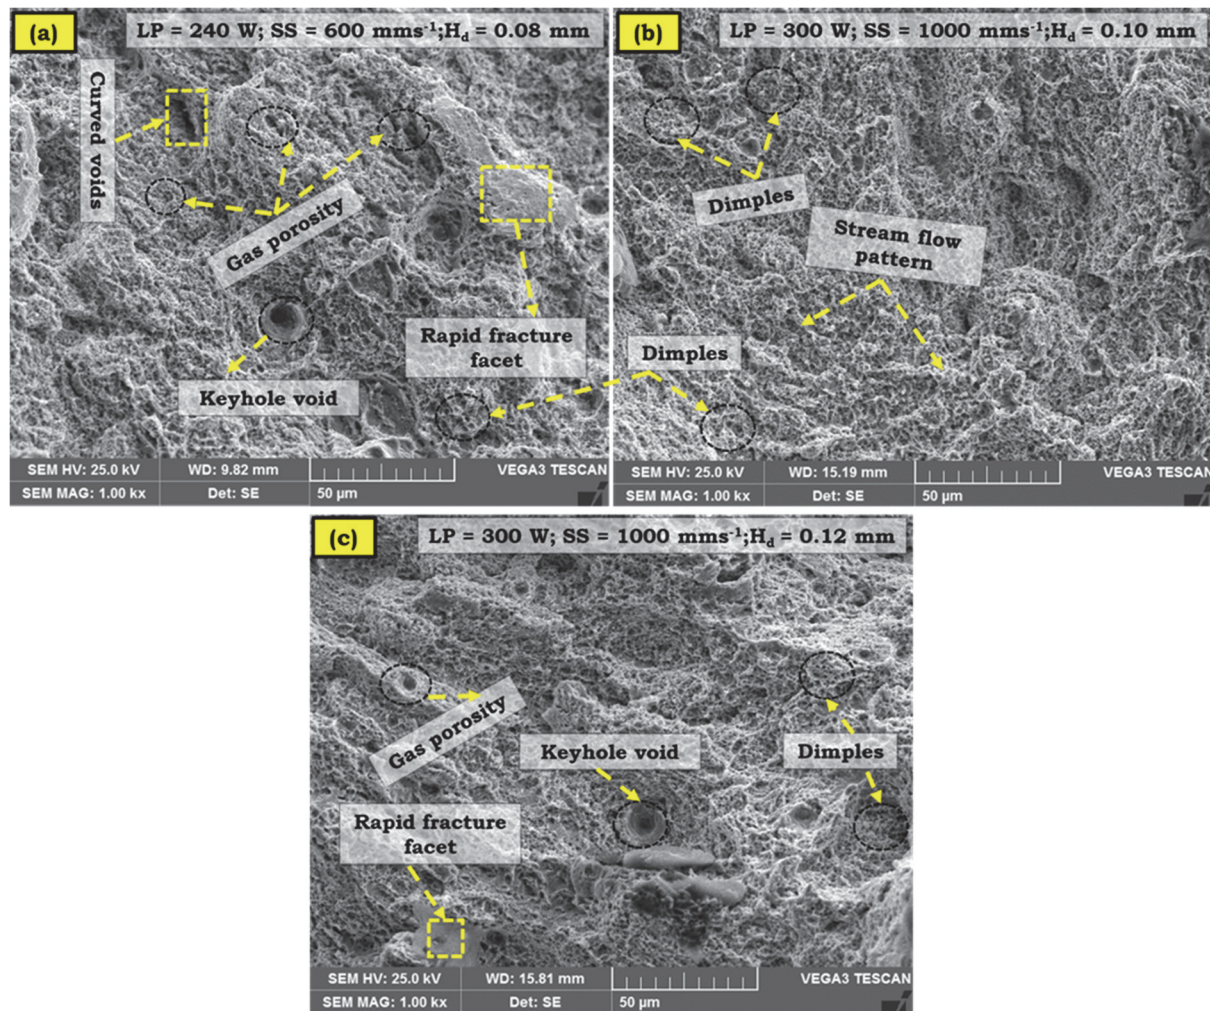 (a)
LP = 240 W; SS = 600 mms⁻¹;H_d = 0.08 mm
Curved voids
Gas porosity
Rapid fracture
facet
Keyhole void
SEM HV: 25.0 kV
WD: 9.82 mm
VEGA3 TESCAN
SEM MAG: 1.00 kx
Det: SE
50 µm
(b)
LP = 300 W; SS = 1000 mms⁻¹;H_d = 0.10 mm
Dimples
Stream flow
pattern
Dimples
SEM HV: 25.0 kV
WD: 15.19 mm
VEGA3 TESCAN
SEM MAG: 1.00 kx
Det: SE
50 µm
(c)
LP = 300 W; SS = 1000 mms⁻¹;H_d = 0.12 mm
Gas porosity
Keyhole void
Dimples
Rapid fracture
facet
SEM HV: 25.0 kV
WD: 15.81 mm
VEGA3 TESCAN
SEM MAG: 1.00 kx
Det: SE
50 µm